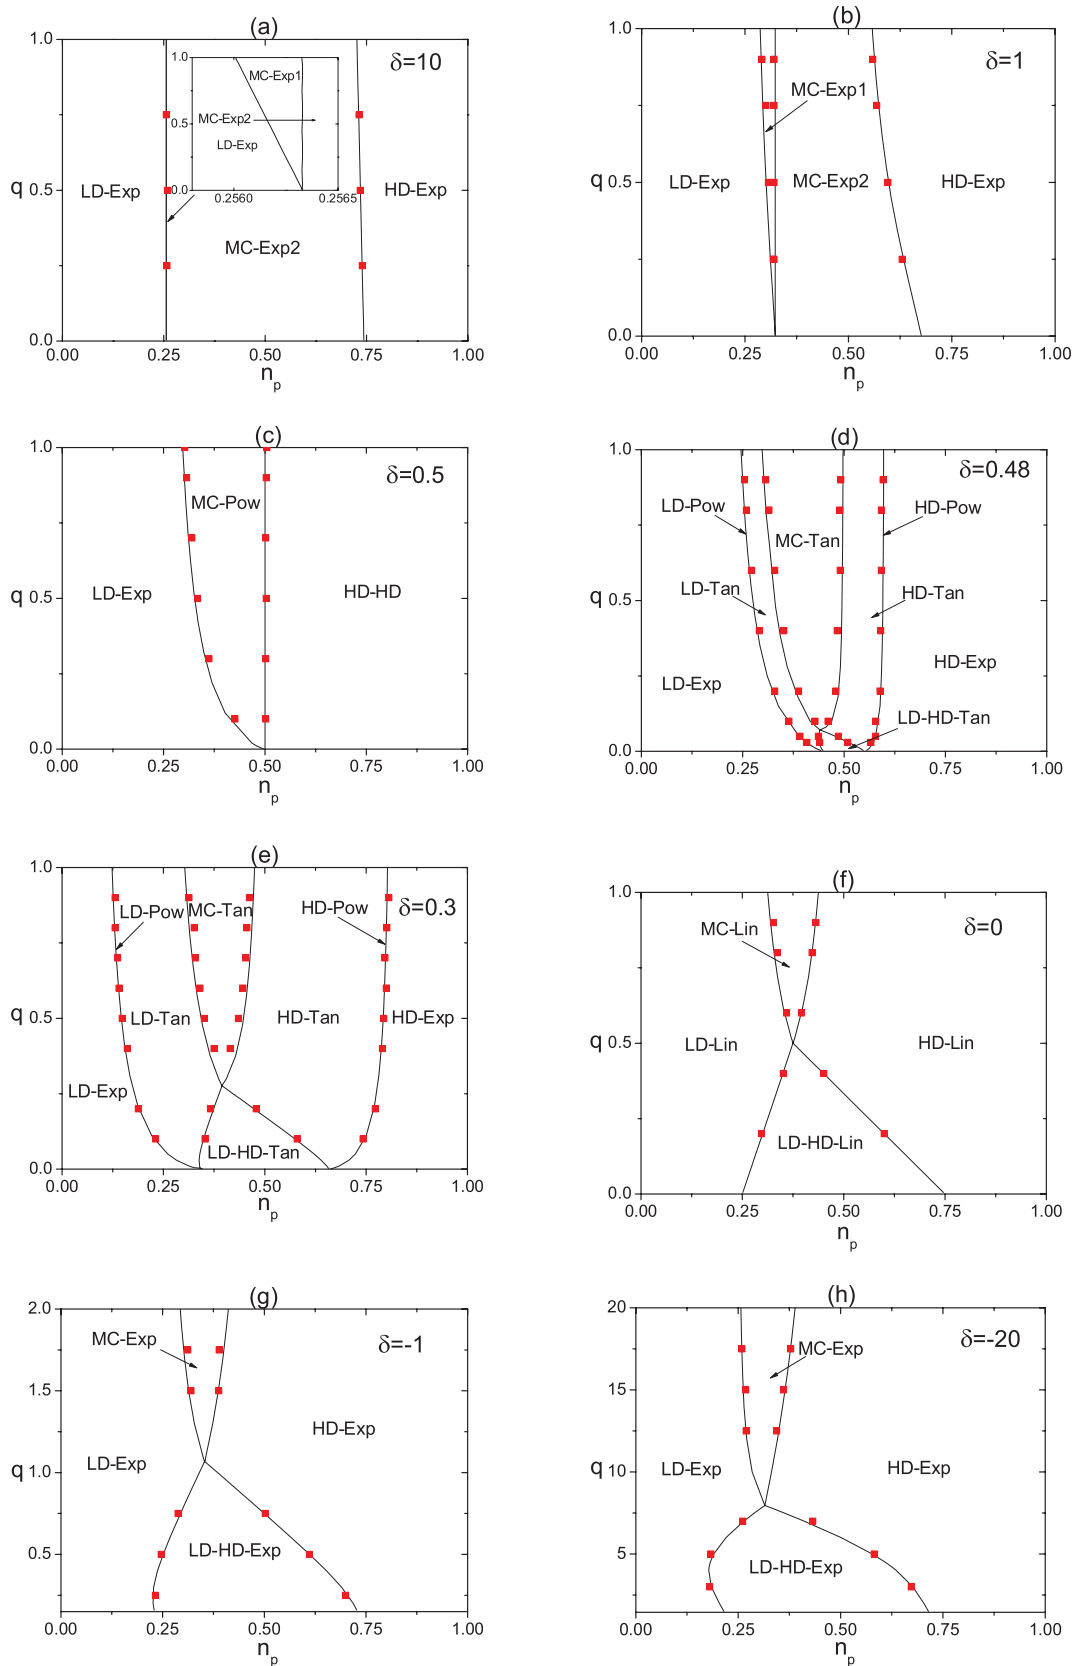 (a)
δ=10
1.0
0.5
0.0
q
LD-Exp
MC-Exp2
HD-Exp
1.0
0.5
0.0
MC-Exp1
MC-Exp2
LD-Exp
0.2560
0.2565
0.00
0.25
0.50
0.75
1.00
n_p
(b)
δ=1
1.0
0.5
0.0
q
MC-Exp1
LD-Exp
MC-Exp2
HD-Exp
0.00
0.25
0.50
0.75
1.00
n_p
(c)
δ=0.5
1.0
0.5
0.0
q
MC-Pow
LD-Exp
HD-HD
0.00
0.25
0.50
0.75
1.00
n_p
(d)
δ=0.48
1.0
0.5
0.0
q
LD-Pow
HD-Pow
MC-Tan
LD-Tan
HD-Tan
LD-Exp
HD-Exp
LD-HD-Tan
0.00
0.25
0.50
0.75
1.00
n_p
(e)
δ=0.3
1.0
0.5
0.0
q
LD-Pow
MC-Tan
HD-Pow
LD-Tan
HD-Tan
HD-Exp
LD-Exp
LD-HD-Tan
0.00
0.25
0.50
0.75
1.00
n_p
(f)
δ=0
1.0
0.5
0.0
q
MC-Lin
LD-Lin
HD-Lin
LD-HD-Lin
0.00
0.25
0.50
0.75
1.00
n_p
(g)
δ=-1
2.0
1.5
1.0
0.5
q
MC-Exp
HD-Exp
LD-Exp
LD-HD-Exp
0.00
0.25
0.50
0.75
1.00
n_p
(h)
δ=-20
20
15
10
5
q
MC-Exp
LD-Exp
HD-Exp
LD-HD-Exp
0.00
0.25
0.50
0.75
1.00
n_p